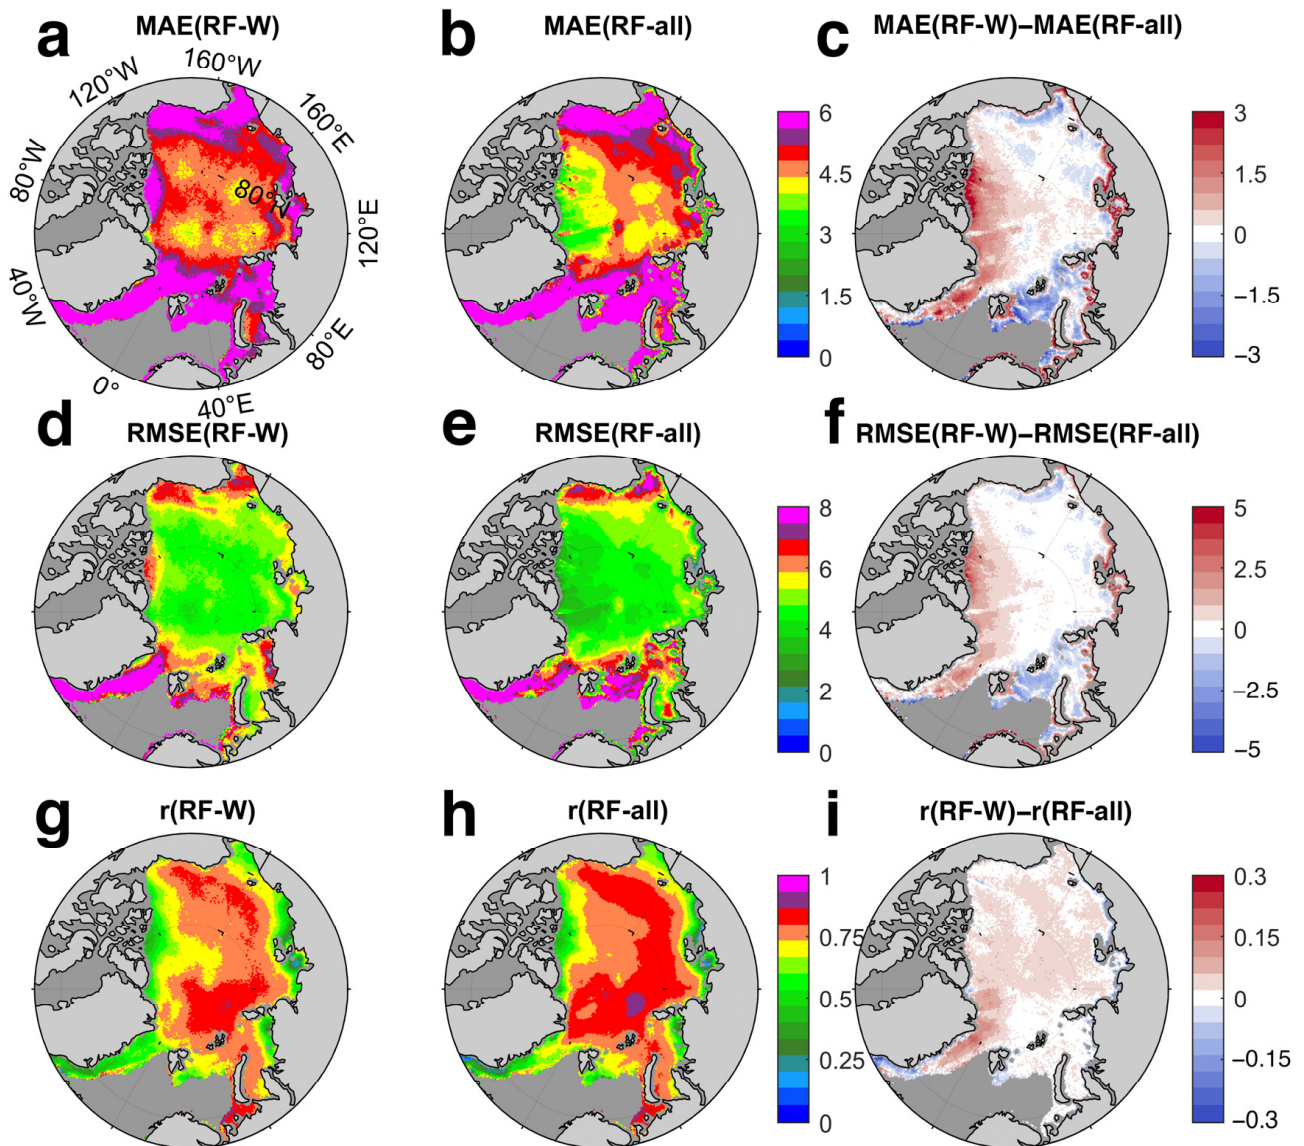 a MAE(RF-W)
b MAE(RF-all)
c MAE(RF-W)–MAE(RF-all)
160°W
120°W
160°E
80°W
80°N
120°E
40°W
80°E
0°
40°E
6
4.5
3
1.5
0
3
1.5
0
−1.5
−3
d RMSE(RF-W)
e RMSE(RF-all)
f RMSE(RF-W)–RMSE(RF-all)
8
6
4
2
0
5
2.5
0
−2.5
−5
g r(RF-W)
h r(RF-all)
i r(RF-W)–r(RF-all)
1
0.75
0.5
0.25
0
0.3
0.15
0
−0.15
−0.3